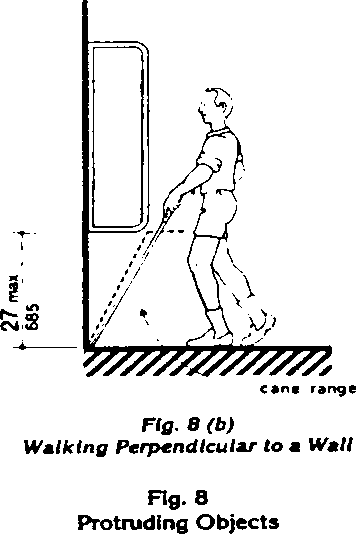 27 max
685
cane range
Fig. 8 (b)
Walking Perpendicular to a Wall
Fig. 8
Protruding Objects